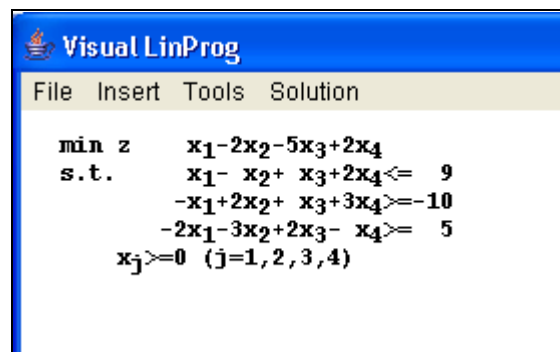 Visual LinProg
File Insert Tools Solution
min z x₁-2x₂-5x₃+2x₄
s.t. x₁- x₂+ x₃+2x₄<= 9
-x₁+2x₂+ x₃+3x₄>=-10
-2x₁-3x₂+2x₃- x₄>= 5
xⱼ>=0 (j=1,2,3,4)